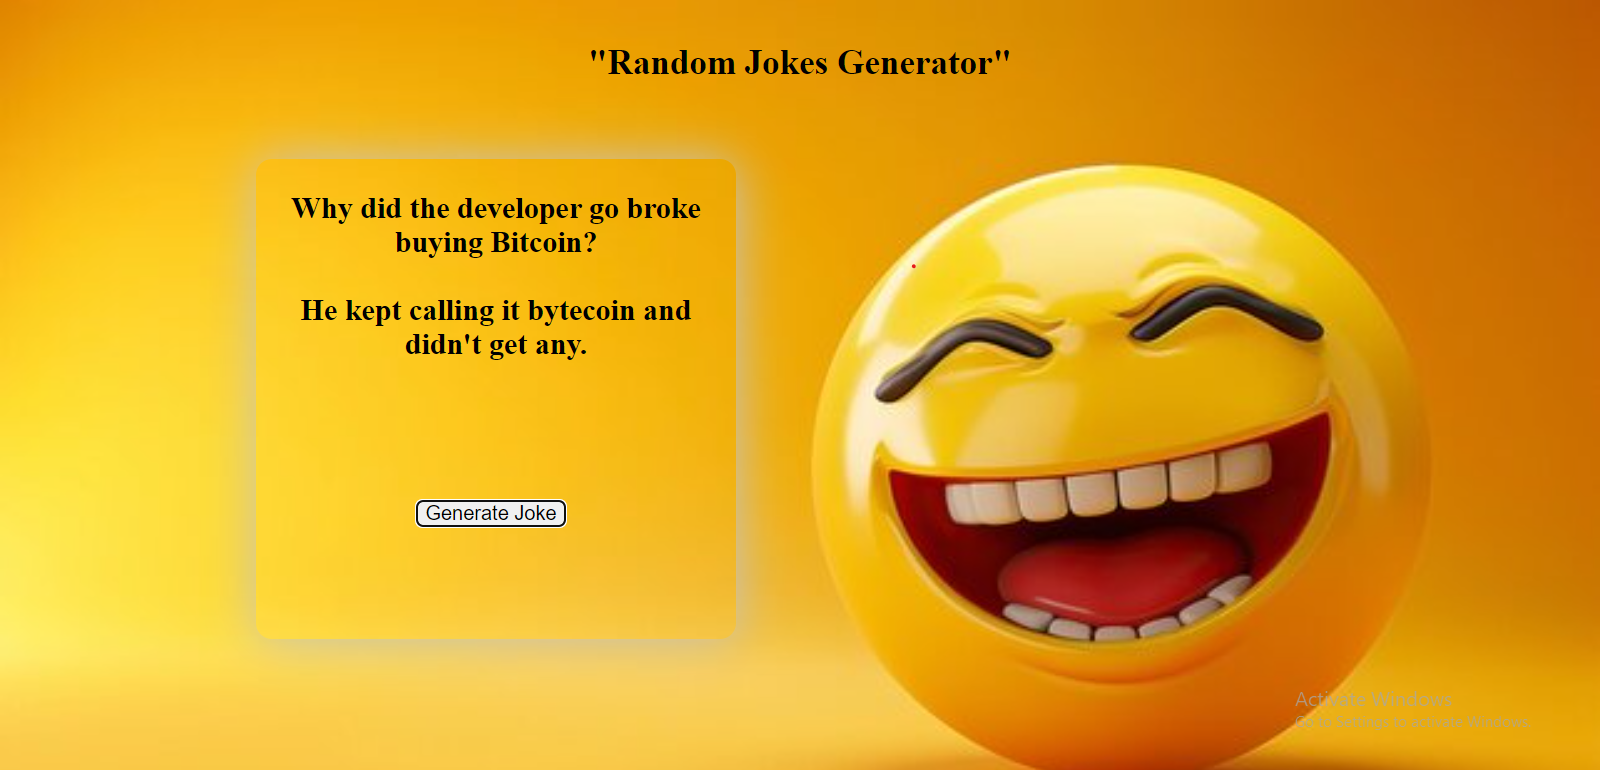 "Random Jokes Generator"
Why did the developer go broke
buying Bitcoin?
He kept calling it bytecoin and
didn't get any.
Generate Joke
Activate Windows
Go to Settings to activate Windows.